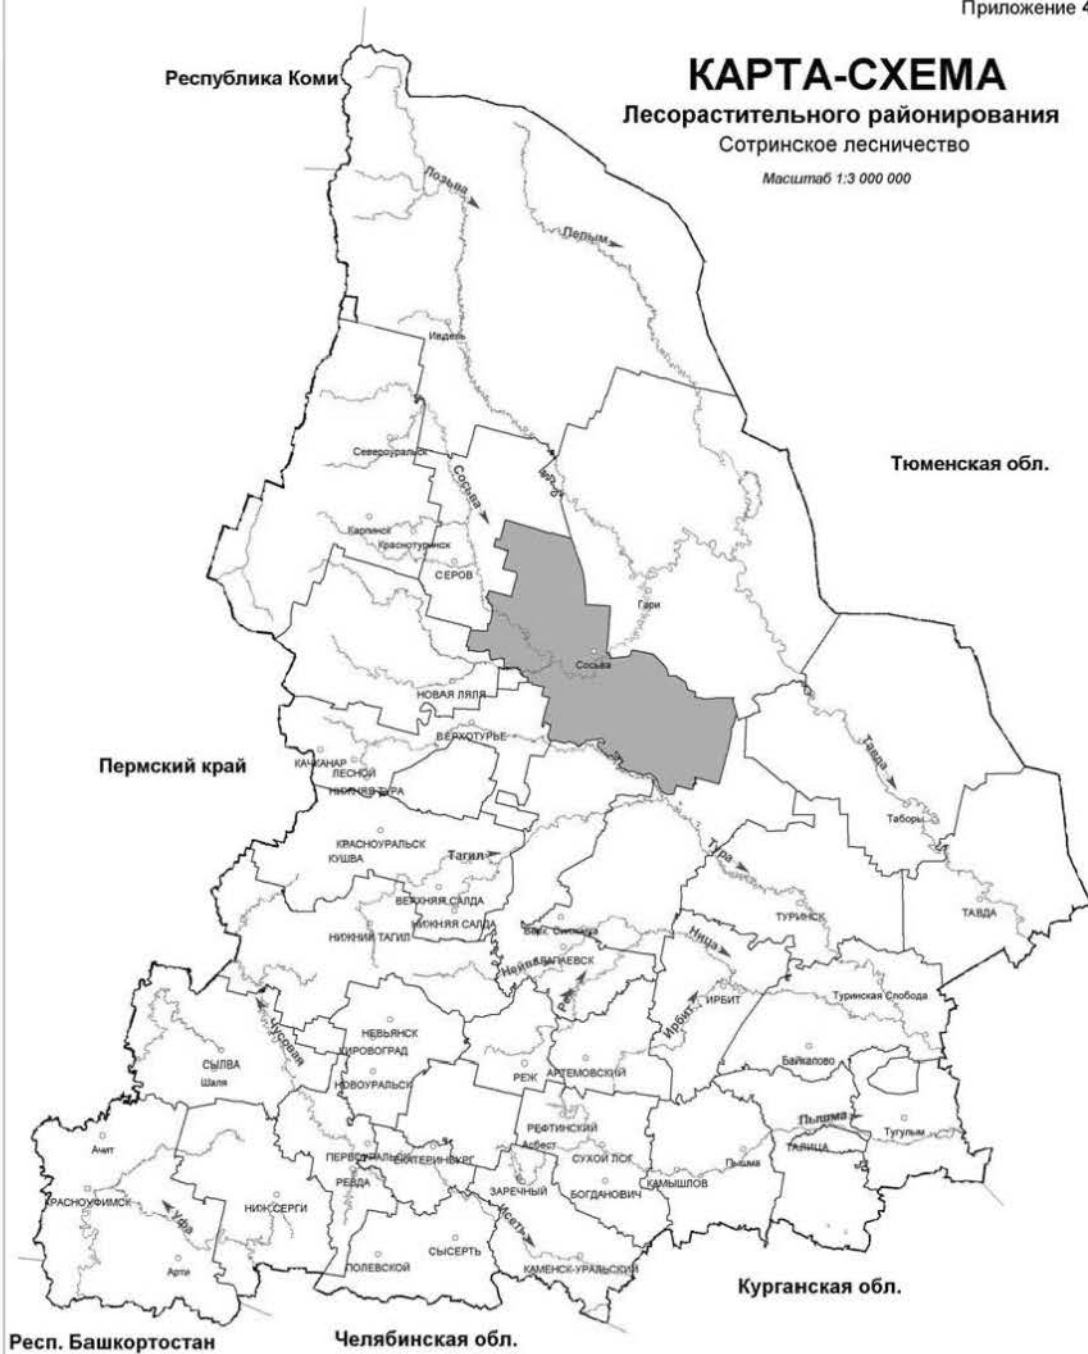 Приложение 4
КАРТА-СХЕМА
Лесорастительного районирования
Сотринское лесничество
Масштаб 1:3 000 000
Республика Коми
Лозьва
Пелым
Ивдель
Североуральск
Сосьва
Тюменская обл.
Карпинск
Краснотуринск
СЕРОВ
Гари
Сосьва
НОВАЯ ЛЯЛЯ
ВЕРХОТУРЬЕ
Пермский край
КАЧКАНАР
ЛЕСНОЙ
НИЖНЯЯ ТУРА
Тавда
Таборы
КРАСНОУРАЛЬСК
КУШВА
Тагил
Тура
ВЕРХНЯЯ САЛДА
НИЖНЯЯ САЛДА
НИЖНИЙ ТАГИЛ
ТУРИНСК
ТАВДА
Ница
Нейва
АЛАПАЕВСК
Реж
Ирбит
ИРБИТ
Туринская Слобода
Чусовая
НЕВЬЯНСК
КИРОВОГРАД
НОВОУРАЛЬСК
СЫЛВА
Шаля
РЕЖ
АРТЕМОВСКИЙ
Байкалово
РЕФТИНСКИЙ
Асбест
СУХОЙ ЛОГ
Пышма
ТАЛИЦА
Тугулым
Ачит
ПЕРВОУРАЛЬСК
ЕКАТЕРИНБУРГ
РЕВДА
ЗАРЕЧНЫЙ
БОГДАНОВИЧ
КАМЫШЛОВ
Пышма
КРАСНОУФИМСК
Уфа
НИЖ.СЕРГИ
Исеть
СЫСЕРТЬ
ПОЛЕВСКОЙ
КАМЕНСК-УРАЛЬСКИЙ
Арти
Курганская обл.
Респ. Башкортостан
Челябинская обл.